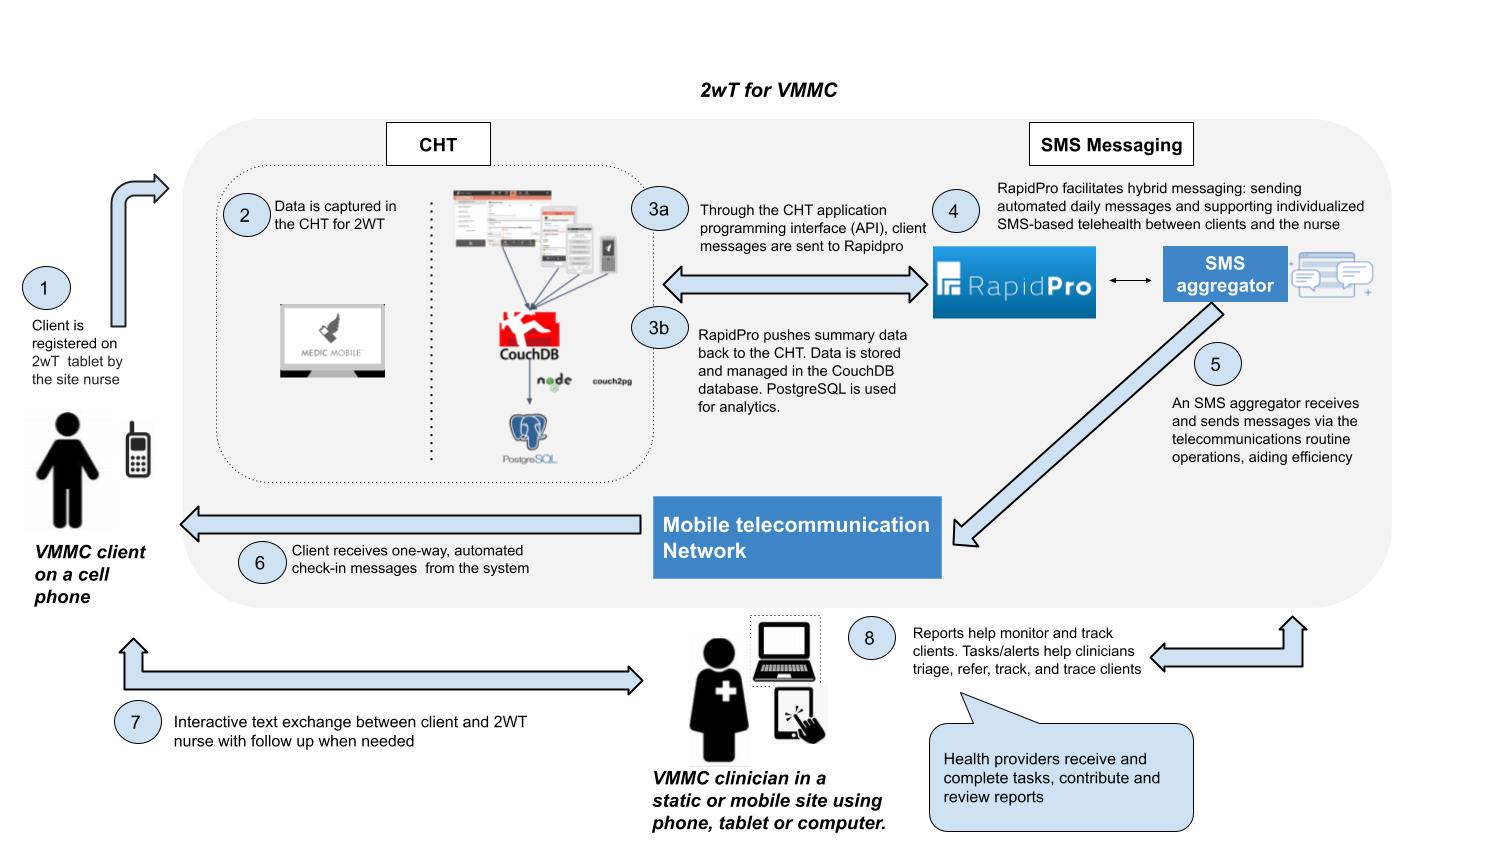 2wT for VMMC
CHT
SMS Messaging
1
Client is
registered on
2wT tablet by
the site nurse
VMMC client
on a cell
phone
2
Data is captured in
the CHT for 2WT
MEDIC MOBILE
CouchDB
node
couch2pg
PostgreSQL
3a
Through the CHT application
programming interface (API), client
messages are sent to Rapidpro
3b
RapidPro pushes summary data
back to the CHT. Data is stored
and managed in the CouchDB
database. PostgreSQL is used
for analytics.
4
RapidPro facilitates hybrid messaging: sending
automated daily messages and supporting individualized
SMS-based telehealth between clients and the nurse
RapidPro
SMS
aggregator
5
An SMS aggregator receives
and sends messages via the
telecommunications routine
operations, aiding efficiency
Mobile telecommunication
Network
6
Client receives one-way, automated
check-in messages from the system
7
Interactive text exchange between client and 2WT
nurse with follow up when needed
VMMC clinician in a
static or mobile site using
phone, tablet or computer.
8
Reports help monitor and track
clients. Tasks/alerts help clinicians
triage, refer, track, and trace clients
Health providers receive and
complete tasks, contribute and
review reports